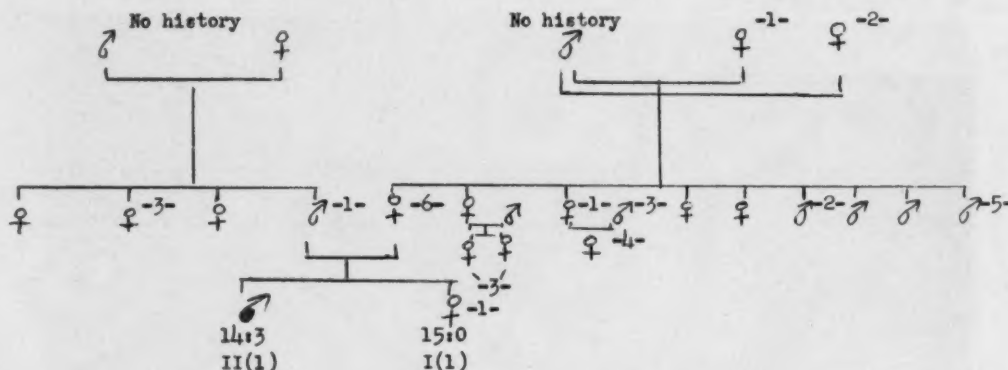 No history No history
♂ ♀ ♂ ♀ -1- ♀ -2-
♀ ♀ -3- ♀ ♂ -1- ♀ -6- ♀ ♂ ♀ -1- ♂ -3- ♀ ♀ ♂ -2- ♂ ♂ ♂ -5-
♀ ♀ ♀ -4-
-3-
♂ ♀ -1-
14:3 15:0
II(1) I(1)